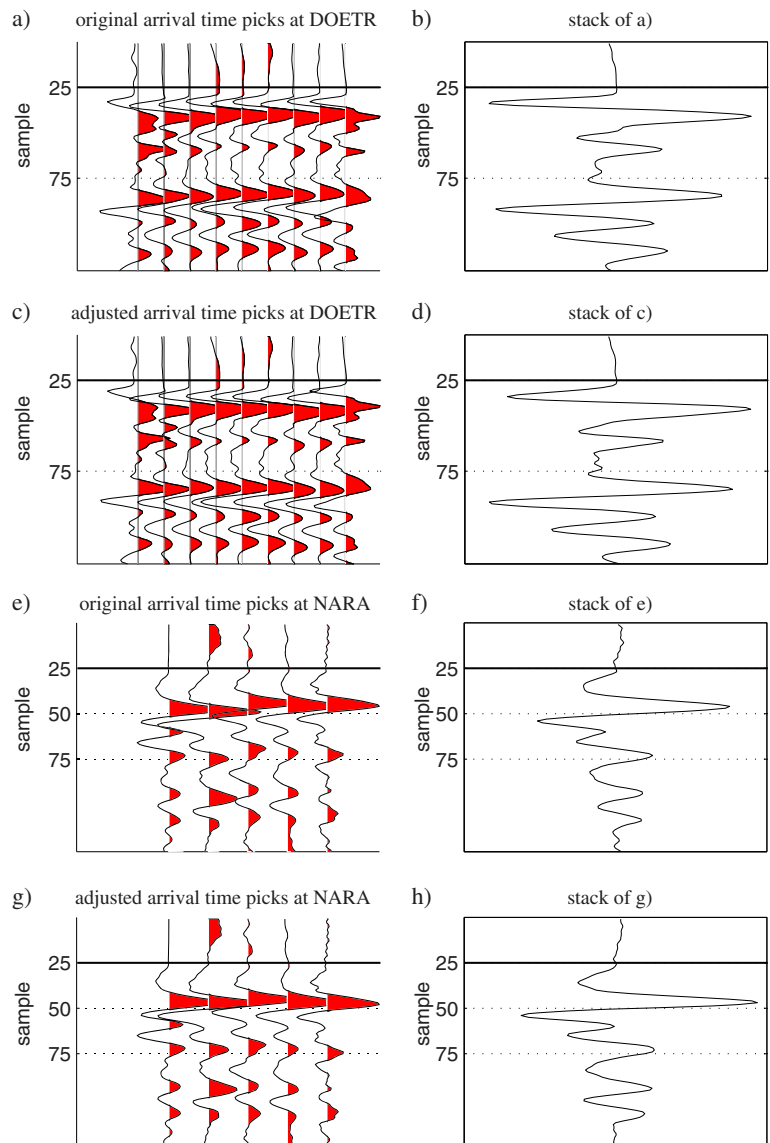 a) original arrival time picks at DOETR
b) stack of a)
25
75
sample
25
75
c) adjusted arrival time picks at DOETR
d) stack of c)
25
75
sample
25
75
sample
e) original arrival time picks at NARA
f) stack of e)
25
50
75
sample
25
50
75
sample
g) adjusted arrival time picks at NARA
h) stack of g)
25
50
75
sample
25
50
75
sample